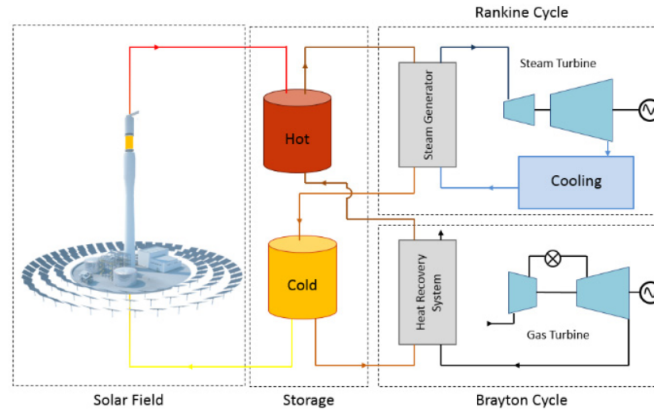 Rankine Cycle
Steam Turbine
Steam Generator
Hot
Cooling
Cold
Heat Recovery
System
Gas Turbine
Solar Field
Storage
Brayton Cycle